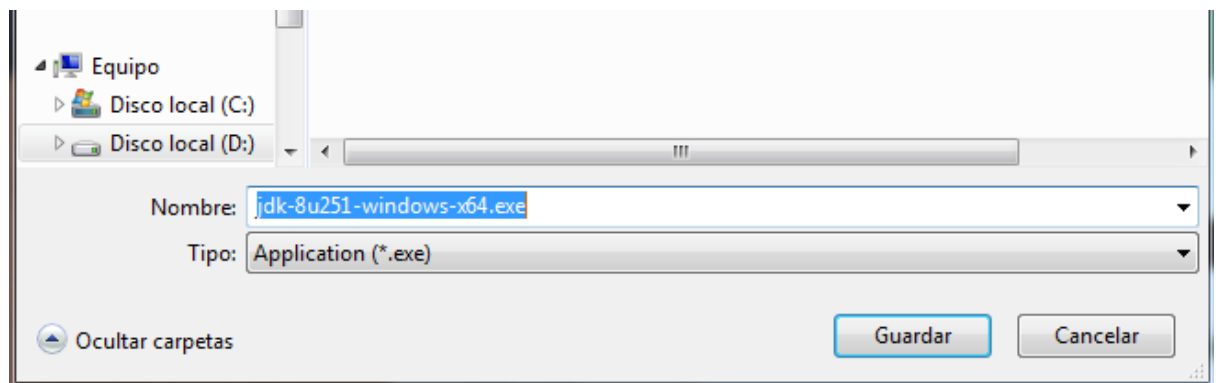 Equipo
Disco local (C:)
Disco local (D:)
Nombre: jdk-8u251-windows-x64.exe
Tipo: Application (*.exe)
Ocultar carpetas Guardar Cancelar